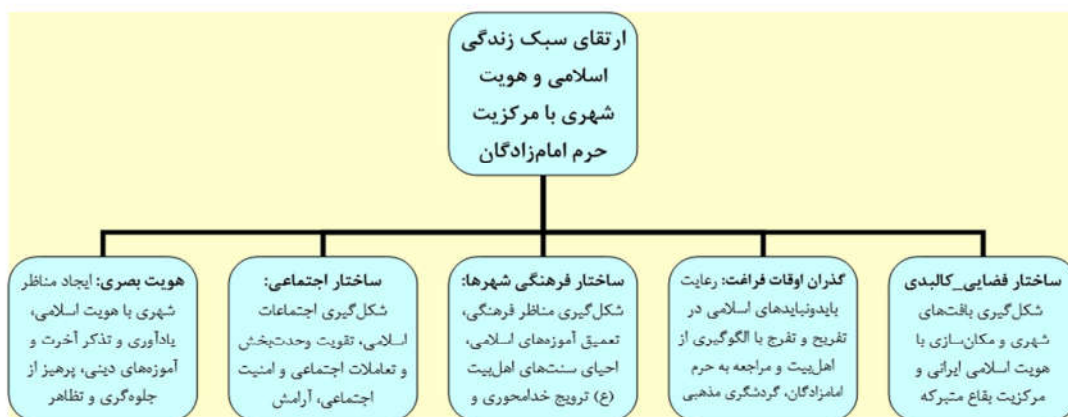 ارتقای سبک زندگی
اسلامی و هویت
شهری با مرکزیت
حرم امام‌زادگان
ساختار فضایی_کالبدی
شکل‌گیری بافت‌های
شهری و مکان‌سازی با
هویت اسلامی ایرانی و
مرکزیت بقاع متبرکه
گذران اوقات فراغت: رعایت
بایدونبایدهای اسلامی در
تفریح و تفرج با الگوگیری از
اهل‌بیت و مراجعه به حرم
امامزادگان، گردشگری مذهبی
ساختار فرهنگی شهرها:
شکل‌گیری مناظر فرهنگی،
تعمیق آموزه‌های اسلامی،
احیای سنت‌های اهل‌بیت
(ع) ترویج خدامحوری و
ساختار اجتماعی:
شکل‌گیری اجتماعات
اسلامی، تقویت وحدت‌بخش
و تعاملات اجتماعی و امنیت
اجتماعی، آرامش
هویت بصری: ایجاد مناظر
شهری با هویت اسلامی،
یادآوری و تذکر آخرت و
آموزه‌های دینی، پرهیز از
جلوه‌گری و تظاهر